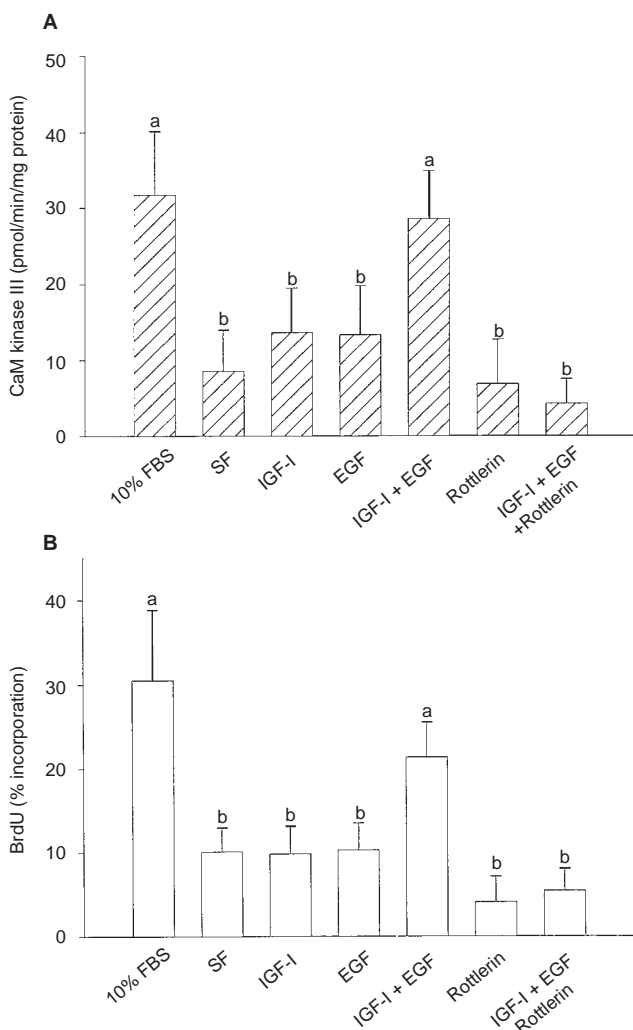 A
CaM kinase III (pmol/min/mg protein)
50
40
30
20
10
0
a
b
b
b
a
b
b
10% FBS
SF
IGF-I
EGF
IGF-I + EGF
Rottlerin
IGF-I + EGF
+Rottlerin
B
BrdU (% incorporation)
40
30
20
10
0
a
b
b
b
a
b
b
10% FBS
SF
IGF-I
EGF
IGF-I + EGF
Rottlerin
IGF-I + EGF
Rottlerin